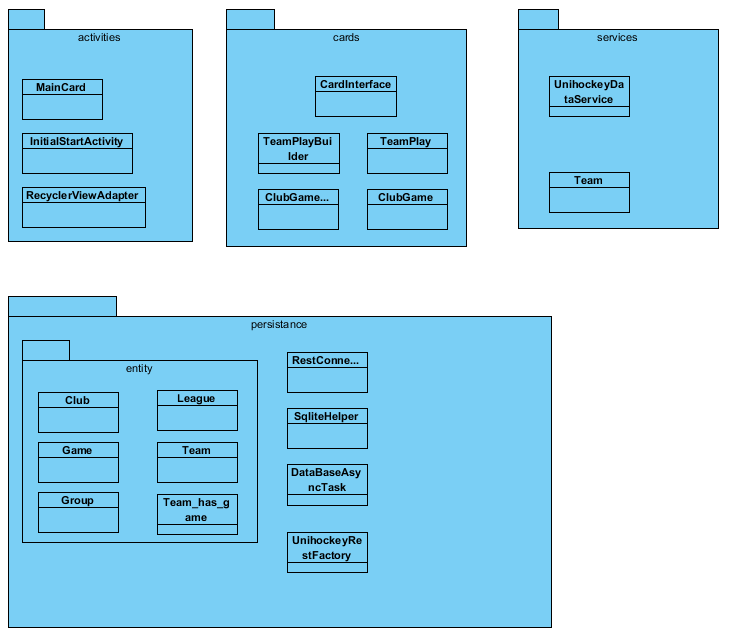 activities
MainCard
InitialStartActivity
RecyclerViewAdapter
cards
CardInterface
TeamPlayBui
lder
TeamPlay
ClubGame...
ClubGame
services
UnihockeyDa
taService
Team
persistance
entity
Club
League
Game
Team
Group
Team_has_g
ame
RestConne...
SqliteHelper
DataBaseAsy
ncTask
UnihockeyRe
stFactory